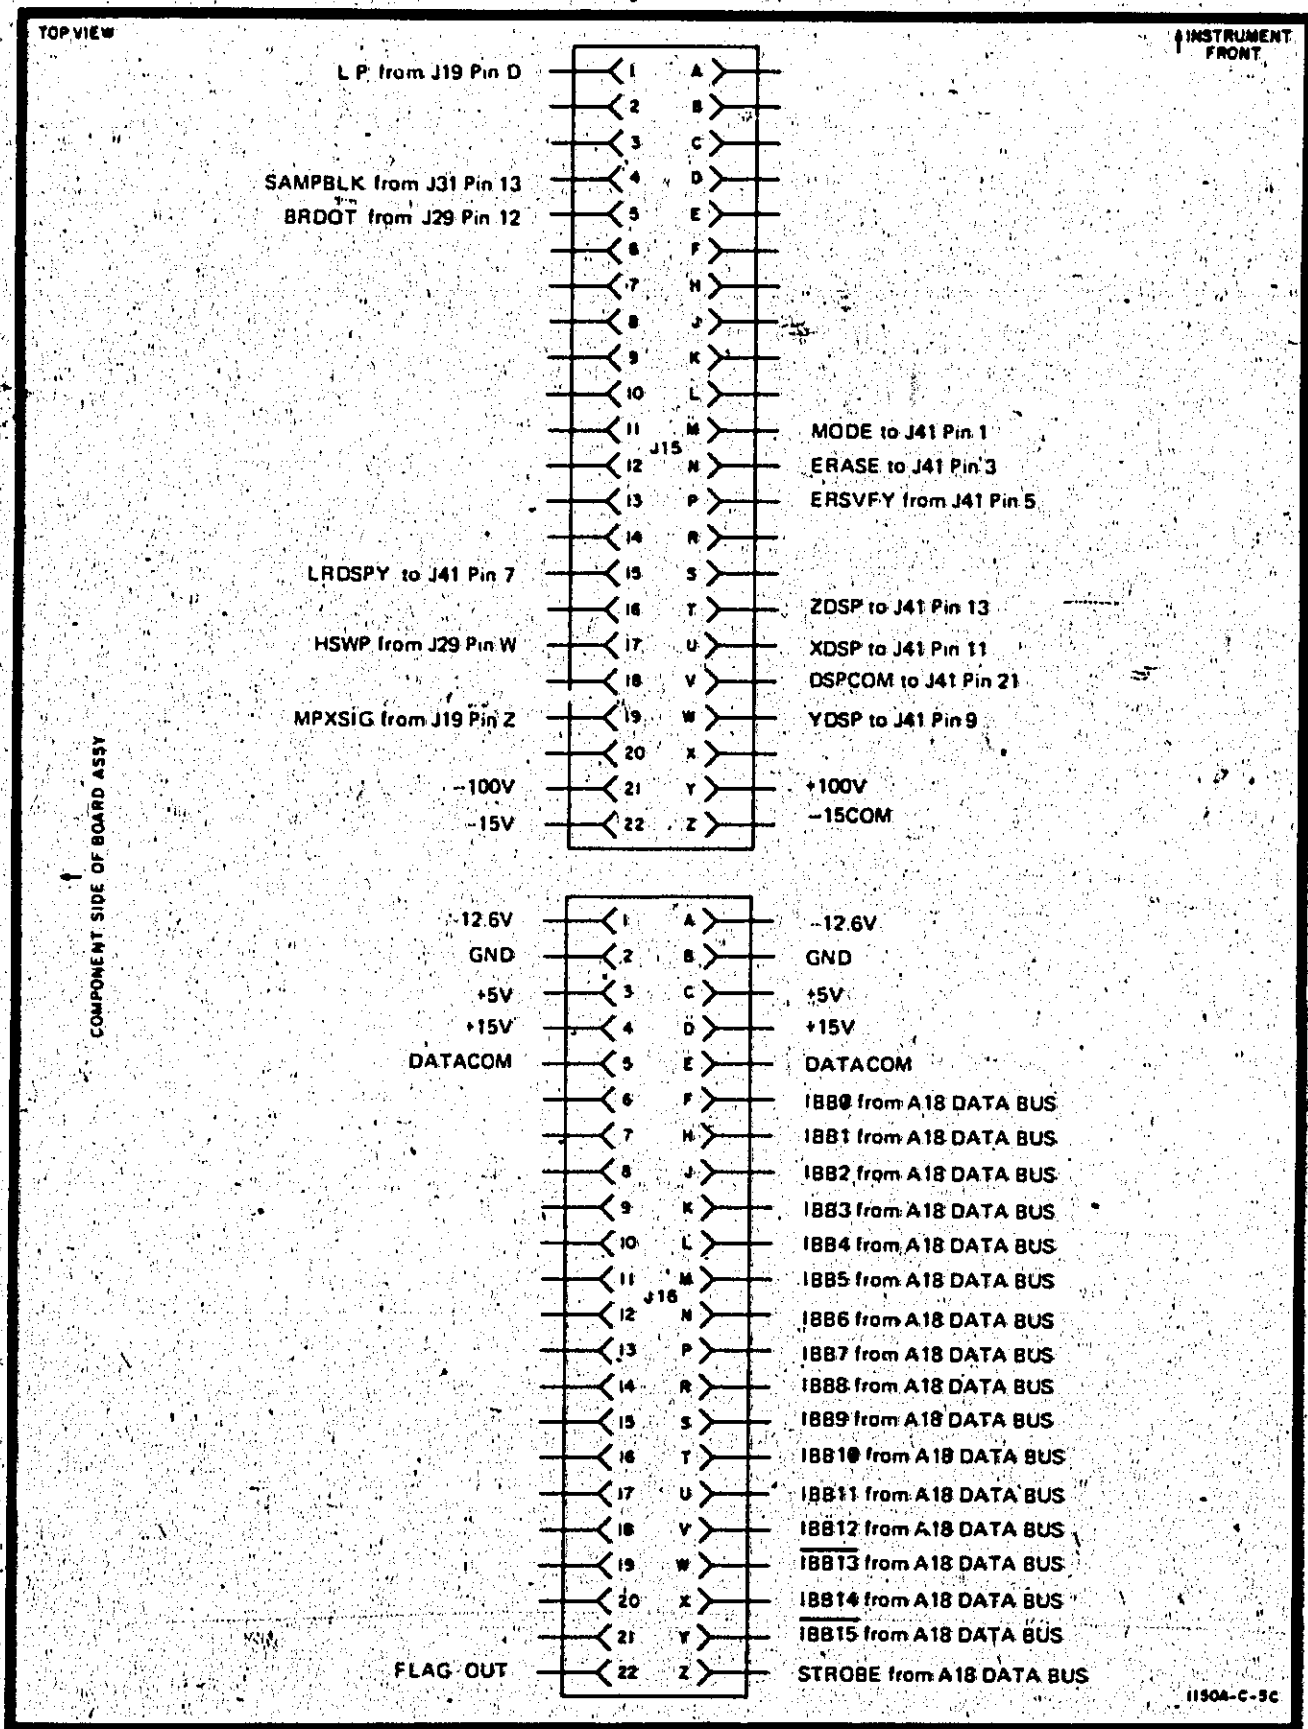 TOP VIEW
INSTRUMENT
FRONT
L P from J19 Pin D 1 A
2 B
3 C
SAMPBLK from J31 Pin 13 4 D
BRDOT from J29 Pin 12 5 E
6 F
7 H
8 J
9 K
10 L
11 M MODE to J41 Pin 1
J15
12 N ERASE to J41 Pin 3
13 P ERSVFY from J41 Pin 5
14 R
LRDSPY to J41 Pin 7 15 S
16 T ZDSP to J41 Pin 13
HSWP from J29 Pin W 17 U XDSP to J41 Pin 11
18 V DSPCOM to J41 Pin 21
MPXSIG from J19 Pin Z 19 W YDSP to J41 Pin 9
20 X
-100V 21 Y +100V
-15V 22 Z -15COM
COMPONENT SIDE OF BOARD ASSY
-12.6V 1 A -12.6V
GND 2 B GND
+5V 3 C +5V
+15V 4 D +15V
DATACOM 5 E DATACOM
6 F IBB0 from A18 DATA BUS
7 H IBB1 from A18 DATA BUS
8 J IBB2 from A18 DATA BUS
9 K IBB3 from A18 DATA BUS
10 L IBB4 from A18 DATA BUS
11 M IBB5 from A18 DATA BUS
J16
12 N IBB6 from A18 DATA BUS
13 P IBB7 from A18 DATA BUS
14 R IBB8 from A18 DATA BUS
15 S IBB9 from A18 DATA BUS
16 T IBB10 from A18 DATA BUS
17 U IBB11 from A18 DATA BUS
18 V IBB12 from A18 DATA BUS
19 W IBB13 from A18 DATA BUS
20 X IBB14 from A18 DATA BUS
21 Y IBB15 from A18 DATA BUS
FLAG OUT 22 Z STROBE from A18 DATA BUS
1150A-C-5C